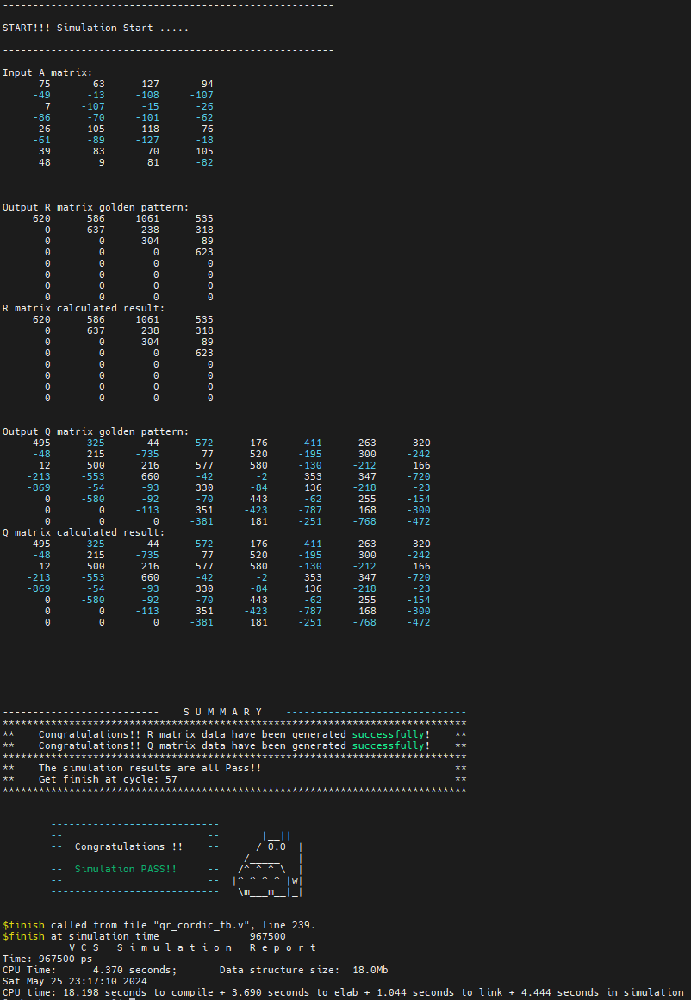 -------------------------------------------------------
START!!! Simulation Start .....
-------------------------------------------------------
Input A matrix:
75 63 127 94
-49 -13 -108 -107
7 -107 -15 -26
-86 -70 -101 -62
26 105 118 76
-61 -89 -127 -18
39 83 70 105
48 9 81 -82
Output R matrix golden pattern:
620 586 1061 535
0 637 238 318
0 0 304 89
0 0 0 623
0 0 0 0
0 0 0 0
0 0 0 0
0 0 0 0
R matrix calculated result:
620 586 1061 535
0 637 238 318
0 0 304 89
0 0 0 623
0 0 0 0
0 0 0 0
0 0 0 0
0 0 0 0
Output Q matrix golden pattern:
495 -325 44 -572 176 -411 263 320
-48 215 -735 77 520 -195 300 -242
12 500 216 577 580 -130 -212 166
-213 -553 660 -42 -2 353 347 -720
-869 -54 -93 330 -84 136 -218 -23
0 -580 -92 -70 443 -62 255 -154
0 0 -113 351 -423 -787 168 -300
0 0 0 -381 181 -251 -768 -472
Q matrix calculated result:
495 -325 44 -572 176 -411 263 320
-48 215 -735 77 520 -195 300 -242
12 500 216 577 580 -130 -212 166
-213 -553 660 -42 -2 353 347 -720
-869 -54 -93 330 -84 136 -218 -23
0 -580 -92 -70 443 -62 255 -154
0 0 -113 351 -423 -787 168 -300
0 0 0 -381 181 -251 -768 -472
-----------------------------------------------------------------------------
--------------------------    S U M M A R Y    ------------------------------
*****************************************************************************
**    Congratulations!! R matrix data have been generated successfully!    **
**    Congratulations!! Q matrix data have been generated successfully!    **
*****************************************************************************
**    The simulation results are all Pass!!                                **
**    Get finish at cycle: 57                                              **
*****************************************************************************
----------------------------
--                        --       |__||
--  Congratulations !!    --      / O.O  |
--                        --    /_____   |
--  Simulation PASS!!     --   /^ ^ ^ \  |
--                        --  |^ ^ ^ ^ |w|
----------------------------   \m___m__|_|
$finish called from file "qr_cordic_tb.v", line 239.
$finish at simulation time               967500
V C S   S i m u l a t i o n   R e p o r t
Time: 967500 ps
CPU Time:      4.370 seconds;       Data structure size:  18.0Mb
Sat May 25 23:17:10 2024
CPU time: 18.198 seconds to compile + 3.690 seconds to elab + 1.044 seconds to link + 4.444 seconds in simulation